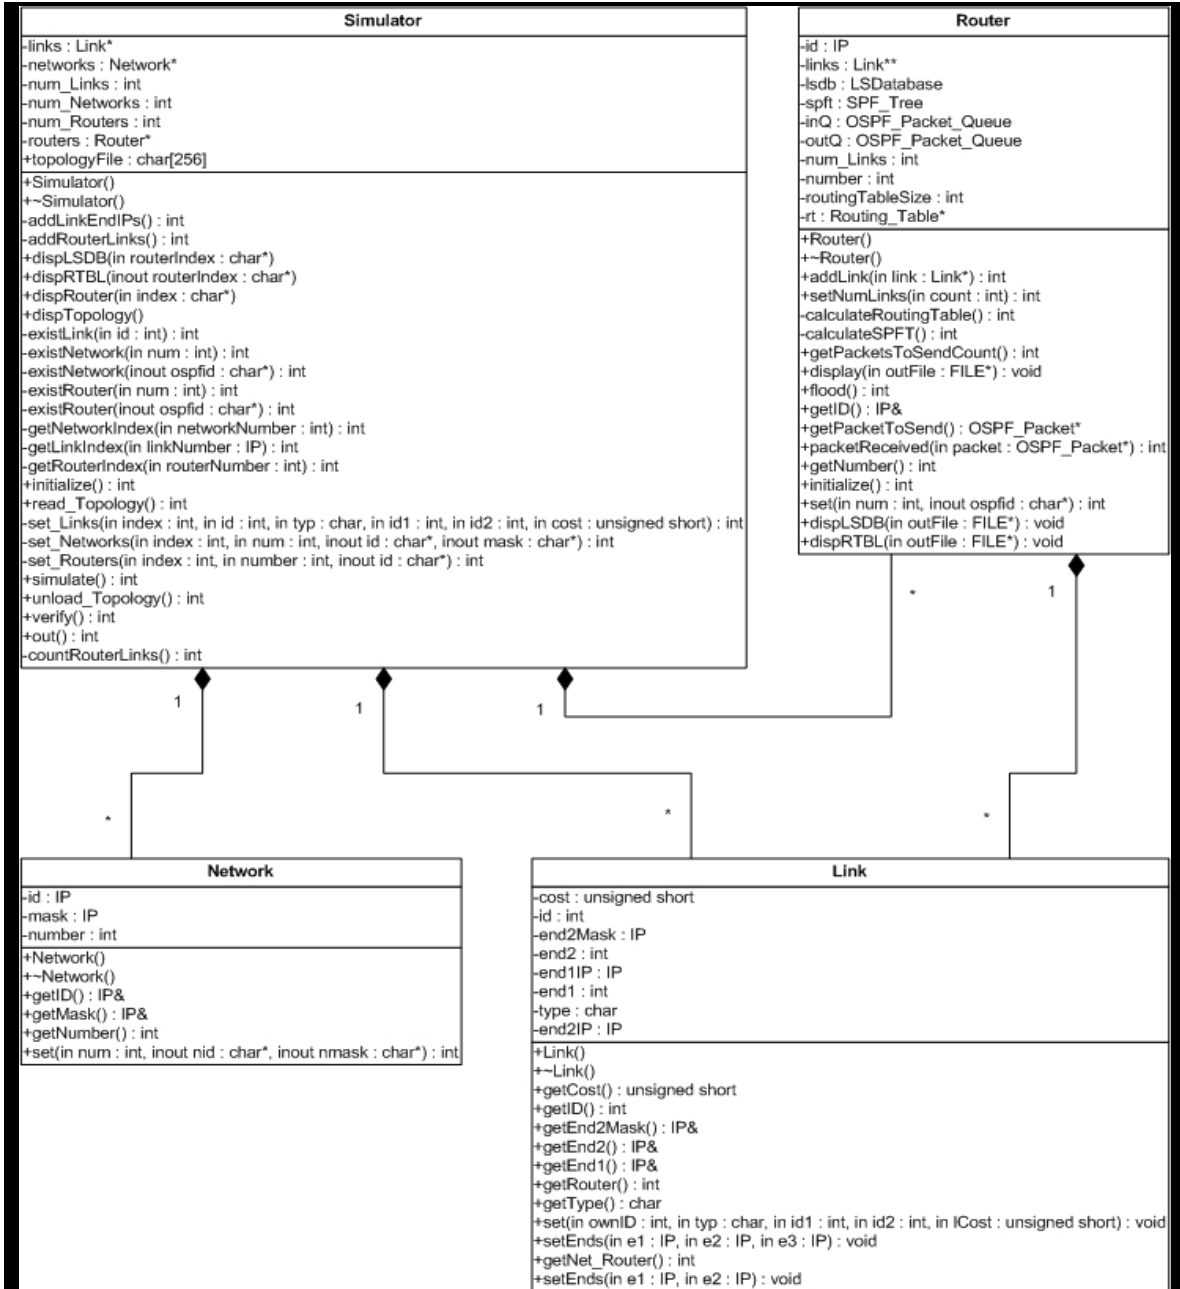 Simulator
-links : Link*
-networks : Network*
-num_Links : int
-num_Networks : int
-num_Routers : int
-routers : Router*
+topologyFile : char[256]
+Simulator()
+~Simulator()
-addLinkEndIPs() : int
-addRouterLinks() : int
+dispLSDB(in routerIndex : char*)
+dispRTBL(inout routerIndex : char*)
+dispRouter(in index : char*)
+dispTopology()
-existLink(in id : int) : int
-existNetwork(in num : int) : int
-existNetwork(inout ospfid : char*) : int
-existRouter(in num : int) : int
-existRouter(inout ospfid : char*) : int
-getNetworkIndex(in networkNumber : int) : int
-getLinkIndex(in linkNumber : IP) : int
-getRouterIndex(in routerNumber : int) : int
+initialize() : int
+read_Topology() : int
-set_Links(in index : int, in id : int, in typ : char, in id1 : int, in id2 : int, in cost : unsigned short) : int
-set_Networks(in index : int, in num : int, inout id : char*, inout mask : char*) : int
-set_Routers(in index : int, in number : int, inout id : char*) : int
+simulate() : int
+unload_Topology() : int
+verify() : int
+out() : int
-countRouterLinks() : int
Router
-id : IP
-links : Link**
-lsdb : LSDatabase
-spft : SPF_Tree
-inQ : OSPF_Packet_Queue
-outQ : OSPF_Packet_Queue
-num_Links : int
-number : int
-routingTableSize : int
-rt : Routing_Table*
+Router()
+~Router()
+addLink(in link : Link*) : int
+setNumLinks(in count : int) : int
-calculateRoutingTable() : int
-calculateSPFT() : int
+getPacketsToSendCount() : int
+display(in outFile : FILE*) : void
+flood() : int
+getID() : IP&
+getPacketToSend() : OSPF_Packet*
+packetReceived(in packet : OSPF_Packet*) : int
+getNumber() : int
+initialize() : int
+set(in num : int, inout ospfid : char*) : int
+dispLSDB(in outFile : FILE*) : void
+dispRTBL(in outFile : FILE*) : void
1
1
1
*
1
*
*
*
Network
-id : IP
-mask : IP
-number : int
+Network()
+~Network()
+getID() : IP&
+getMask() : IP&
+getNumber() : int
+set(in num : int, inout nid : char*, inout nmask : char*) : int
Link
-cost : unsigned short
-id : int
-end2Mask : IP
-end2 : int
-end1IP : IP
-end1 : int
-type : char
-end2IP : IP
+Link()
+~Link()
+getCost() : unsigned short
+getID() : int
+getEnd2Mask() : IP&
+getEnd2() : IP&
+getEnd1() : IP&
+getRouter() : int
+getType() : char
+set(in ownID : int, in typ : char, in id1 : int, in id2 : int, in lCost : unsigned short) : void
+setEnds(in e1 : IP, in e2 : IP, in e3 : IP) : void
+getNet_Router() : int
+setEnds(in e1 : IP, in e2 : IP) : void